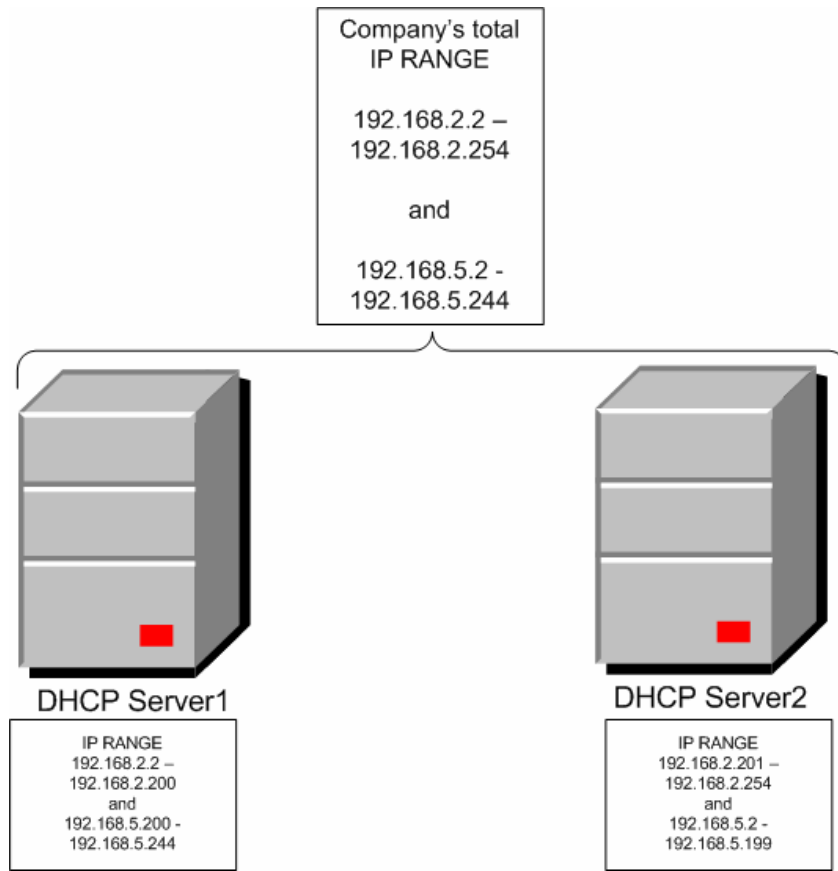 Company's total
IP RANGE
192.168.2.2 –
192.168.2.254
and
192.168.5.2 -
192.168.5.244
DHCP Server1
IP RANGE
192.168.2.2 –
192.168.2.200
and
192.168.5.200 -
192.168.5.244
DHCP Server2
IP RANGE
192.168.2.201 –
192.168.2.254
and
192.168.5.2 -
192.168.5.199